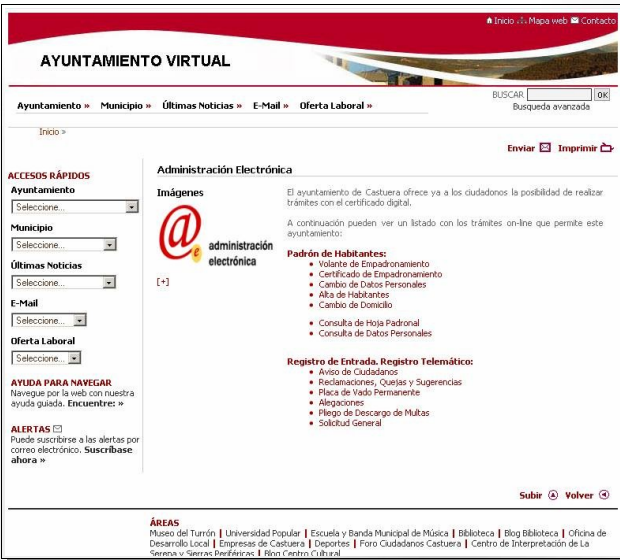 Inicio Mapa web Contacto
AYUNTAMIENTO VIRTUAL
Ayuntamiento » Municipio » Últimas Noticias » E-Mail » Oferta Laboral »
BUSCAR OK
Busqueda avanzada
Inicio »
Enviar Imprimir
ACCESOS RÁPIDOS
Ayuntamiento
Seleccione...
Municipio
Seleccione...
Últimas Noticias
Seleccione...
E-Mail
Seleccione...
Oferta Laboral
Seleccione...
AYUDA PARA NAVEGAR
Navegue por la web con nuestra
ayuda guiada. Encuentre: »
ALERTAS
Puede suscribirse a las alertas por
correo electrónico. Suscríbase
ahora »
Administración Electrónica
Imágenes
@
e
administración
electrónica
[+]
El ayuntamiento de Castuera ofrece ya a los ciudadonos la posibilidad de realizar
trámites con el certificado digital.
A continuación pueden ver un listado con los trámites on-line que permite este
ayuntamiento:
Padrón de Habitantes:
• Volante de Empadronamiento
• Certificado de Empadronamiento
• Cambio de Datos Personales
• Alta de Habitantes
• Cambio de Domicilio
• Consulta de Hoja Padronal
• Consulta de Datos Personales
Registro de Entrada. Registro Telemático:
• Aviso de Ciudadanos
• Reclamaciones, Quejas y Sugerencias
• Placa de Vado Permanente
• Alegaciones
• Pliego de Descargo de Multas
• Solicitud General
Subir Volver
ÁREAS
Museo del Turrón | Universidad Popular | Escuela y Banda Municipal de Música | Biblioteca | Blog Biblioteca | Oficina de
Desarrollo Local | Empresas de Castuera | Deportes | Foro Ciudadanos Castuera | Centro de Interpretación de La
Serena y Sierras Periféricas | Blog Centro Cultural